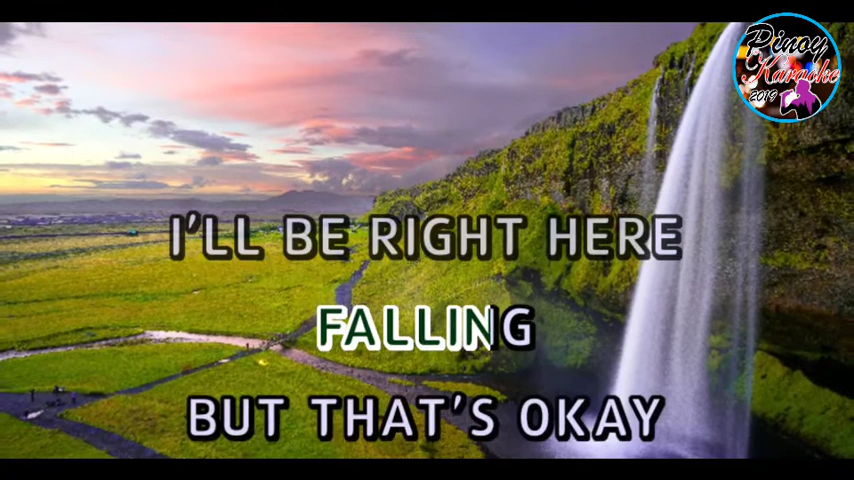 Pinoy
Karaoke
2019
I'LL BE RIGHT HERE
FALLING
BUT THAT'S OKAY